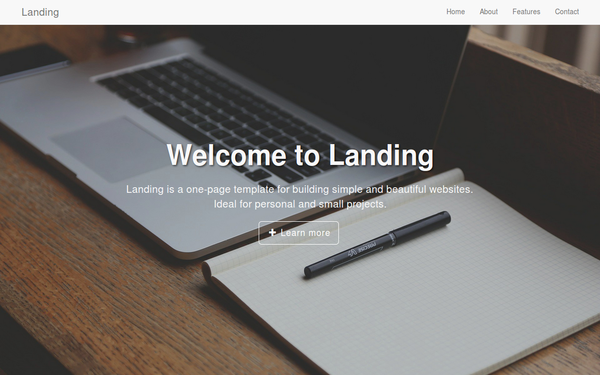 Landing
Home About Features Contact
Welcome to Landing
Landing is a one-page template for building simple and beautiful websites.
Ideal for personal and small projects.
Learn more